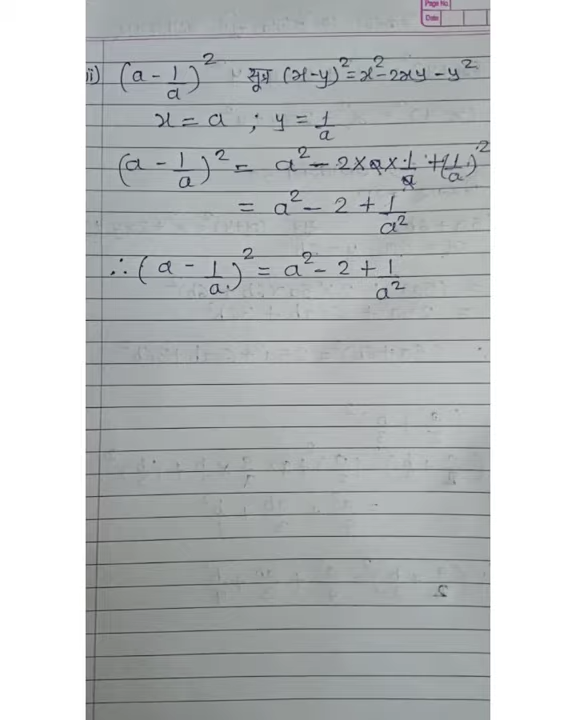 Page No.
Date
ii) (a - 1/a)² सूत्र (x-y)² = x² - 2xy - y²
x = a ; y = 1/a
(a - 1/a)² = a² - 2 × a × 1/a + (1/a)²
= a² - 2 + 1/a²
∴ (a - 1/a)² = a² - 2 + 1/a²